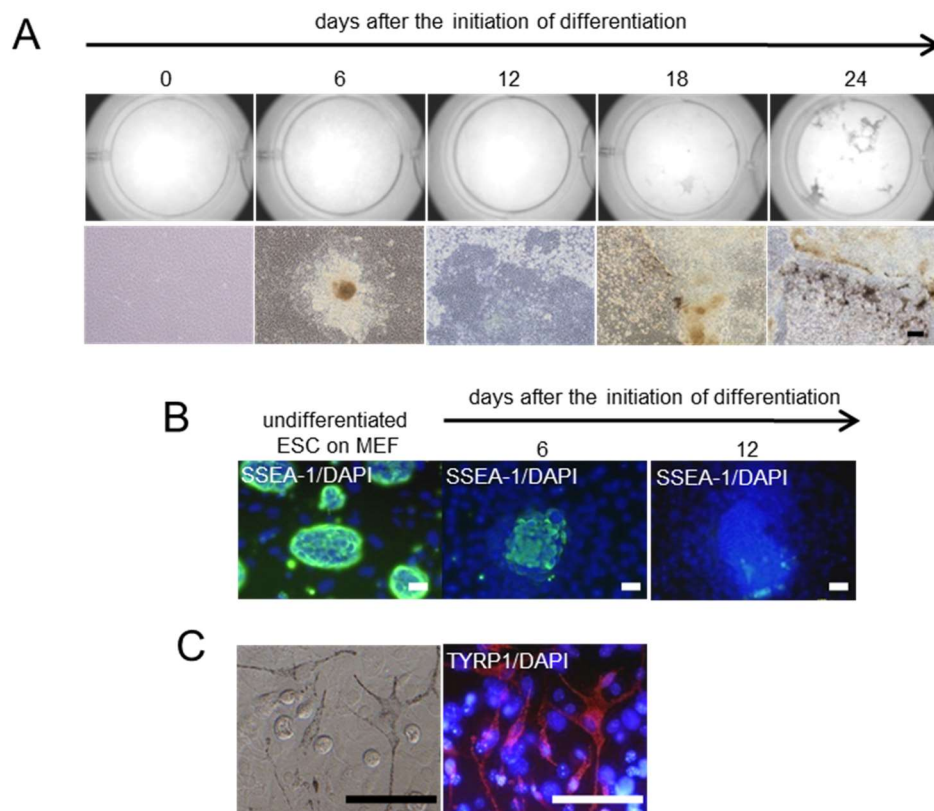 A
days after the initiation of differentiation
0 6 12 18 24
B
days after the initiation of differentiation
undifferentiated
ESC on MEF
6 12
SSEA-1/DAPI SSEA-1/DAPI SSEA-1/DAPI
C
TYRP1/DAPI